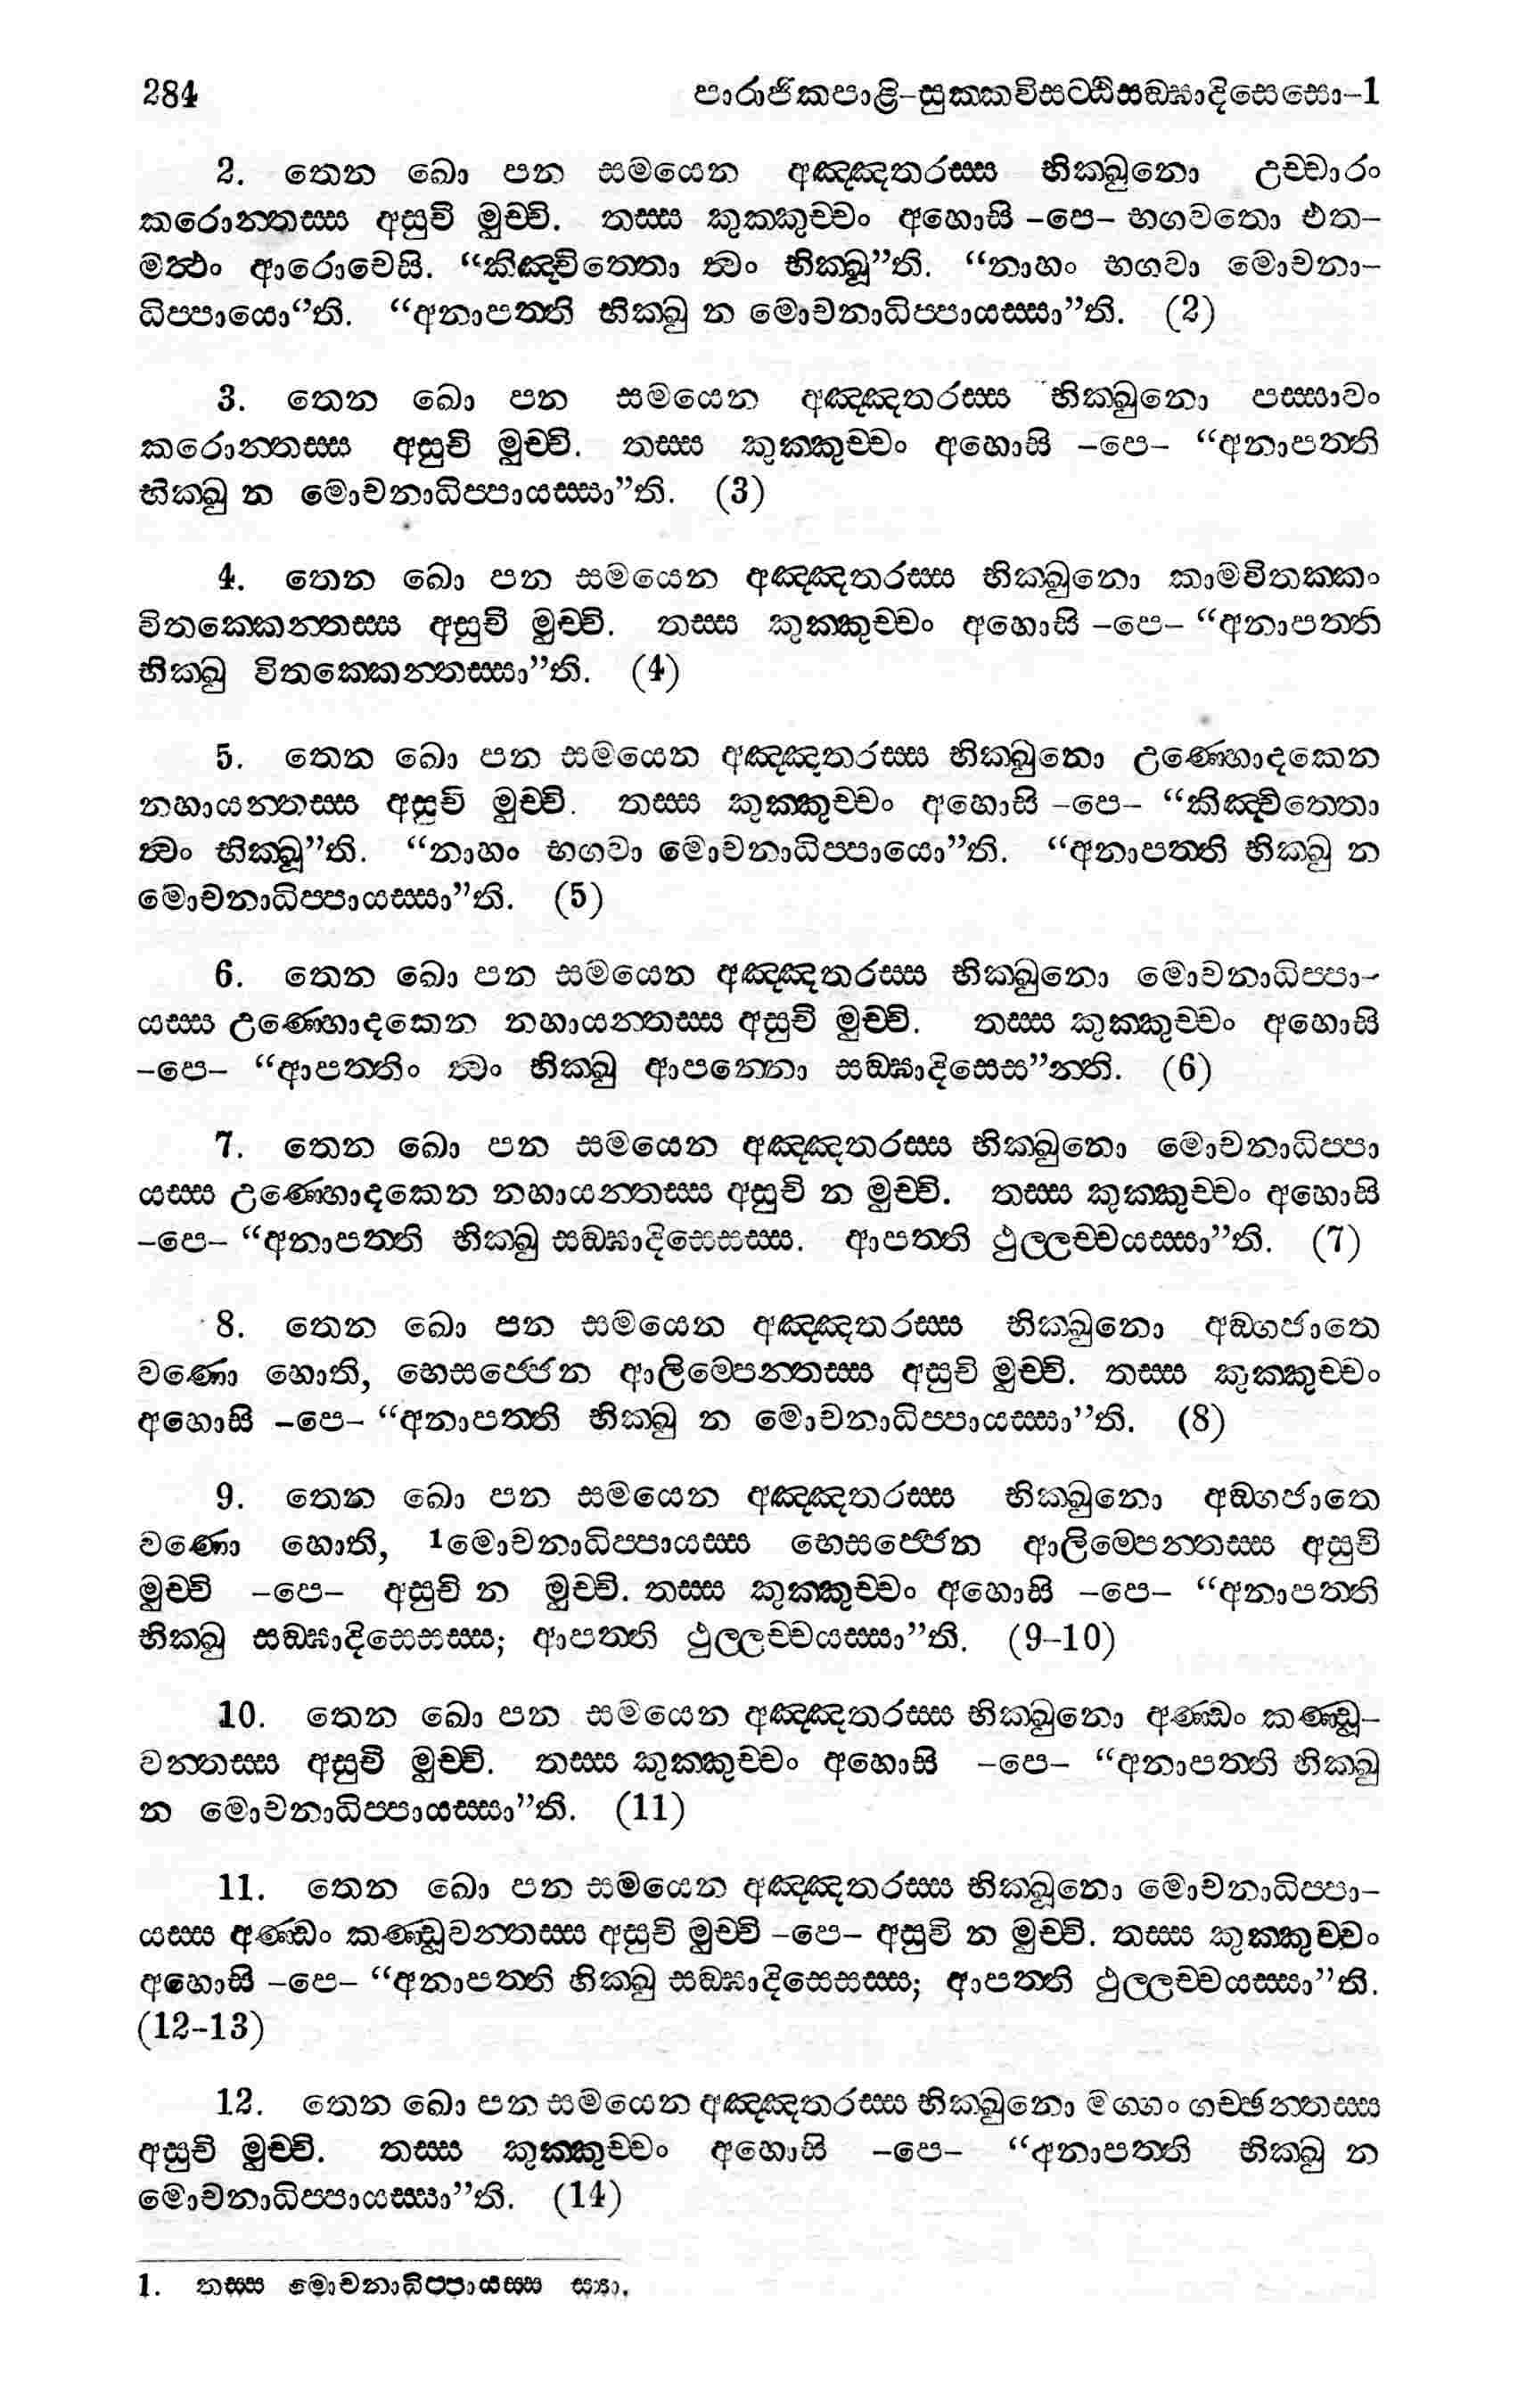 284 පාරාජිකපාළි-සුක්කවිසට්ඨිසඞ්ඝාදිසෙසො-1
2. තෙන ඛො පන සමයෙන අඤ්ඤතරස්ස භික්ඛුනො උච්චාරං
කරොන්තස්ස අසුචි මුච්චි. තස්ස කුක්කුච්චං අහොසි -පෙ- භගවතො එත-
මත්ථං ආරොචෙසි. “කිඤ්චිත්තො ත්වං භික්ඛූ”ති. “නාහං භගවා මොචනා-
ධිප්පායො“ති. “අනාපත්ති භික්ඛු න මොචනාධිප්පායස්සා”ති. (2)
3. තෙන ඛො පන සමයෙන අඤ්ඤතරස්ස භික්ඛුනො පස්සාවං
කරොන්තස්ස අසුචි මුච්චි. තස්ස කුක්කුච්චං අහොසි -පෙ- “අනාපත්ති
භික්ඛු න මොචනාධිප්පායස්සා”ති. (3)
4. තෙන ඛො පන සමයෙන අඤ්ඤතරස්ස භික්ඛුනො කාමවිතක්කං
විතක්කෙන්තස්ස අසුචි මුච්චි. තස්ස කුක්කුච්චං අහොසි -පෙ- “අනාපත්ති
භික්ඛු විතක්කෙන්තස්සා”ති. (4)
5. තෙන ඛො පන සමයෙන අඤ්ඤතරස්ස භික්ඛුනො උණ්හොදකෙන
නහායන්තස්ස අසුචි මුච්චි. තස්ස කුක්කුච්චං අහොසි -පෙ- “කිඤ්චිත්තො
ත්වං භික්ඛූ”ති. “නාහං භගවා මොචනාධිප්පායො”ති. “අනාපත්ති භික්ඛු න
මොචනාධිප්පායස්සා”ති. (5)
6. තෙන ඛො පන සමයෙන අඤ්ඤතරස්ස භික්ඛුනො මොචනාධිප්පා-
යස්ස උණ්හොදකෙන නහායන්තස්ස අසුචි මුච්චි. තස්ස කුක්කුච්චං අහොසි
-පෙ- “ආපත්තිං ත්වං භික්ඛු ආපන්නො සඞ්ඝාදිසෙස”න්ති. (6)
7. තෙන ඛො පන සමයෙන අඤ්ඤතරස්ස භික්ඛුනො මොචනාධිප්පා
යස්ස උණ්හොදකෙන නහායන්තස්ස අසුචි න මුච්චි. තස්ස කුක්කුච්චං අහොසි
-පෙ- “අනාපත්ති භික්ඛු සඞ්ඝාදිසෙසස්ස. ආපත්ති ථුල්ලච්චයස්සා”ති. (7)
8. තෙන ඛො පන සමයෙන අඤ්ඤතරස්ස භික්ඛුනො අඞ්ගජාතෙ
වණො හොති, භෙසජ්ජෙන ආලිම්පෙන්තස්ස අසුචි මුච්චි. තස්ස කුක්කුච්චං
අහොසි -පෙ- “අනාපත්ති භික්ඛු න මොචනාධිප්පායස්සා”ති. (8)
9. තෙන ඛො පන සමයෙන අඤ්ඤතරස්ස භික්ඛුනො අඞ්ගජාතෙ
වණො හොති, 1මොචනාධිප්පායස්ස භෙසජ්ජෙන ආලිම්පෙන්තස්ස අසුචි
මුච්චි -පෙ- අසුචි න මුච්චි. තස්ස කුක්කුච්චං අහොසි -පෙ- “අනාපත්ති
භික්ඛු සඞ්ඝාදිසෙසස්ස; ආපත්ති ථුල්ලච්චයස්සා”ති. (9-10)
10. තෙන ඛො පන සමයෙන අඤ්ඤතරස්ස භික්ඛුනො අණ්ඩං කණ්ඩූ-
වන්තස්ස අසුචි මුච්චි. තස්ස කුක්කුච්චං අහොසි -පෙ- “අනාපත්ති භික්ඛු
න මොචනාධිප්පායස්සා”ති. (11)
11. තෙන ඛො පන සමයෙන අඤ්ඤතරස්ස භික්ඛූනො මොචනාධිප්පා-
යස්ස අණ්ඩං කණ්ඩූවන්තස්ස අසුචි මුච්චි -පෙ- අසුචි න මුච්චි. තස්ස කුක්කුච්චං
අහොසි -පෙ- “අනාපත්ති භික්ඛු සඞ්ඝාදිසෙසස්ස; ආපත්ති ථුල්ලච්චයස්සා”ති.
(12-13)
12. තෙන ඛො පන සමයෙන අඤ්ඤතරස්ස භික්ඛුනො මග්ගං ගච්ඡන්තස්ස
අසුචි මුච්චි. තස්ස කුක්කුච්චං අහොසි -පෙ- “අනාපත්ති භික්ඛු න
මොචනාධිප්පායස්සා”ති. (14)
1. තස්ස මොචනාධිප්පායස්ස ස්‍යා.